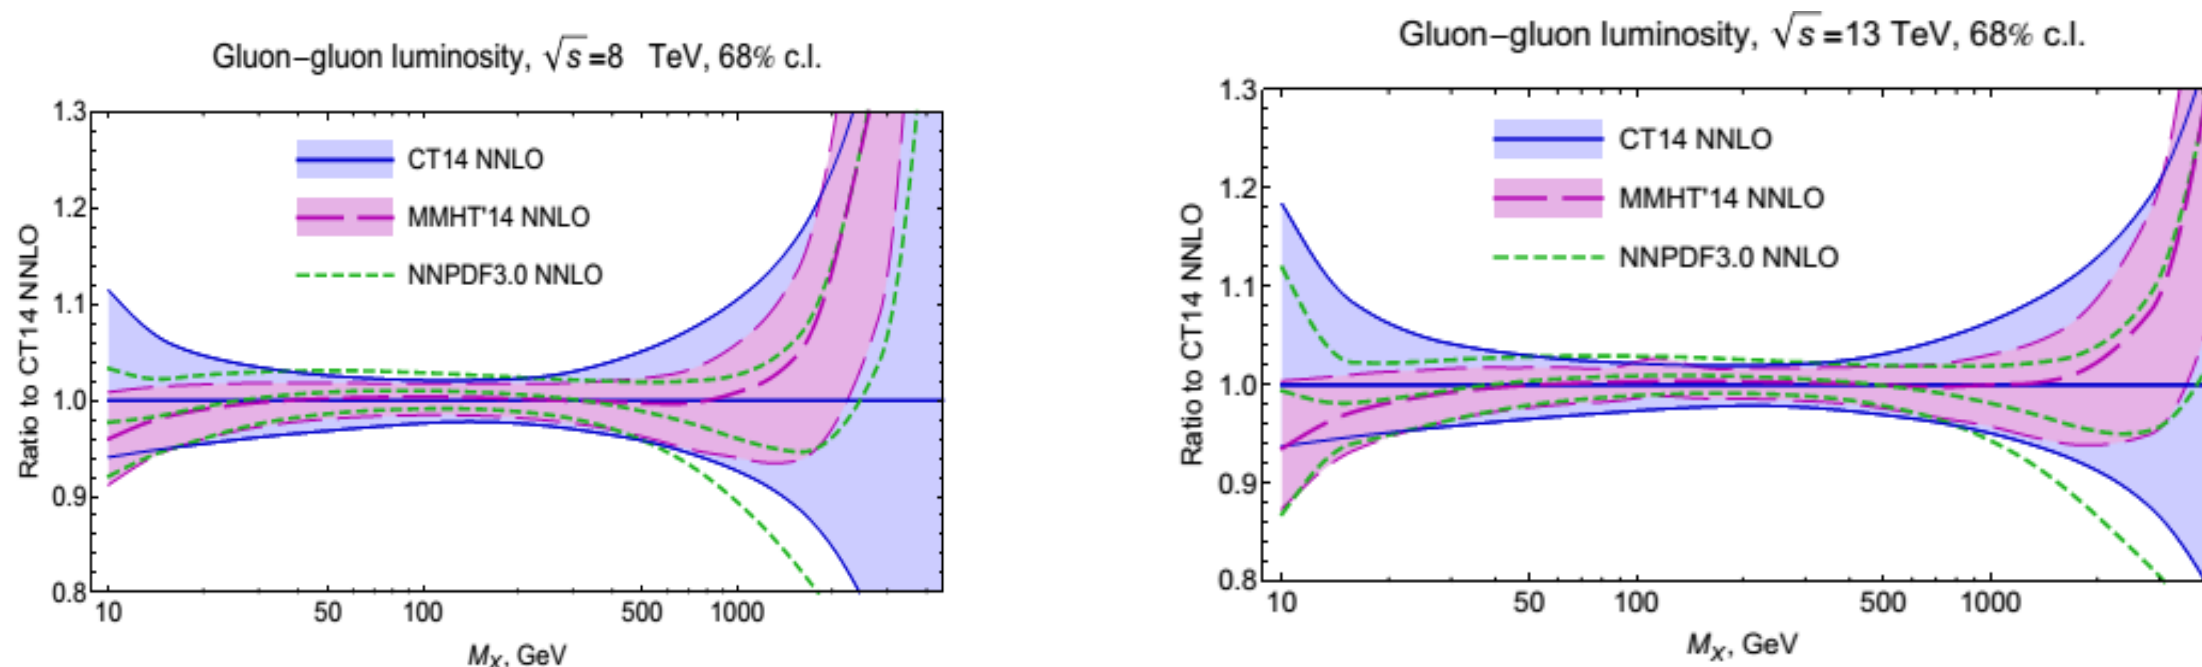 Gluon–gluon luminosity, √s=8 TeV, 68% c.l.
Ratio to CT14 NNLO
1.3
1.2
1.1
1.0
0.9
0.8
CT14 NNLO
MMHT'14 NNLO
NNPDF3.0 NNLO
10 50 100 500 1000
MX, GeV
Gluon–gluon luminosity, √s=13 TeV, 68% c.l.
Ratio to CT14 NNLO
1.3
1.2
1.1
1.0
0.9
0.8
CT14 NNLO
MMHT'14 NNLO
NNPDF3.0 NNLO
10 50 100 500 1000
MX, GeV